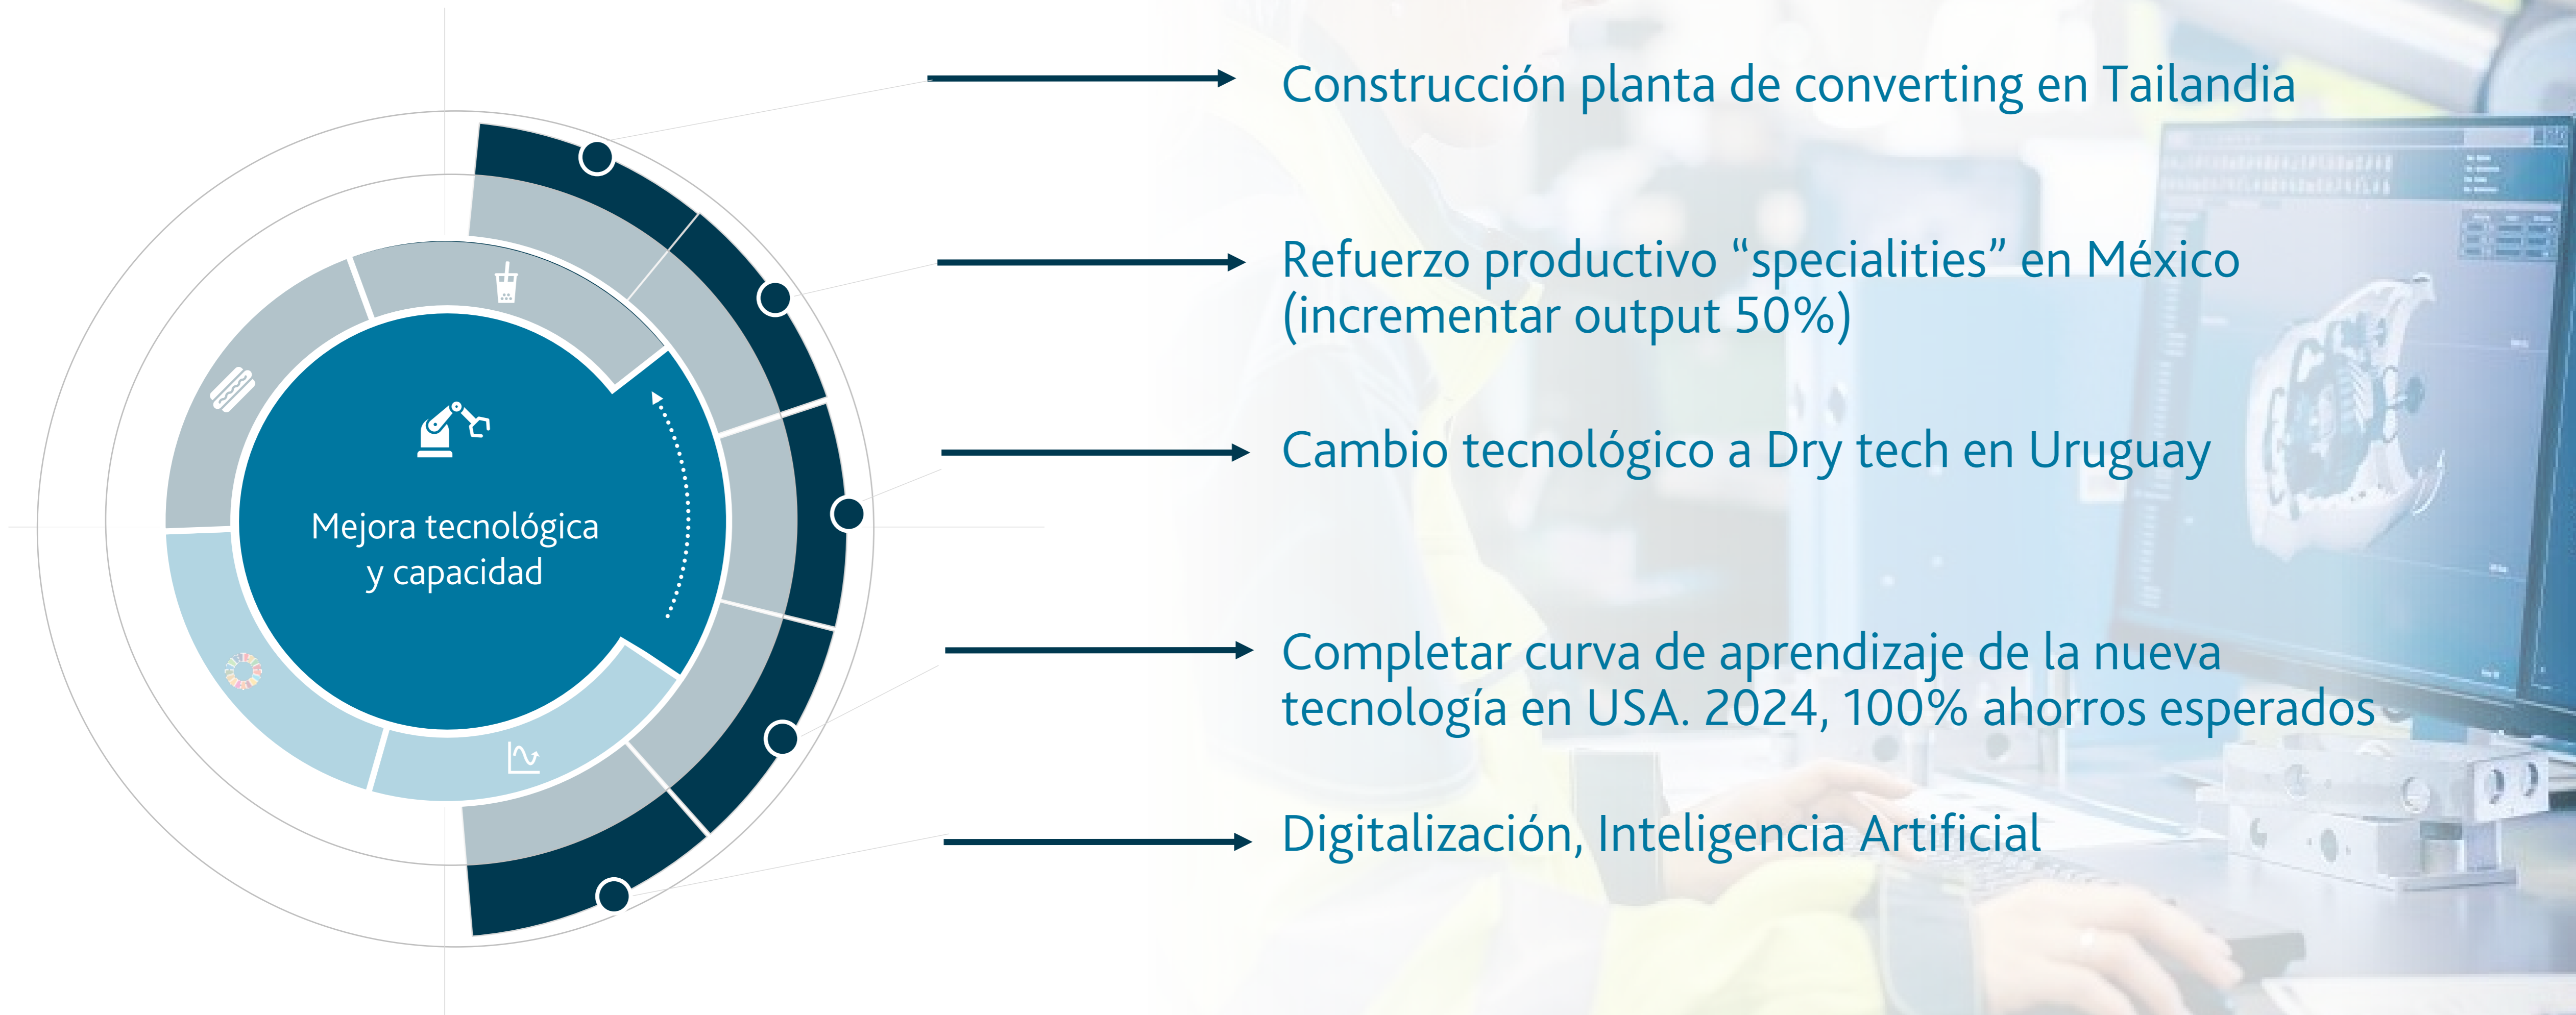 Construcción planta de converting en Tailandia
Refuerzo productivo “specialities” en México
(incrementar output 50%)
Cambio tecnológico a Dry tech en Uruguay
Mejora tecnológica
y capacidad
Completar curva de aprendizaje de la nueva
tecnología en USA. 2024, 100% ahorros esperados
Digitalización, Inteligencia Artificial